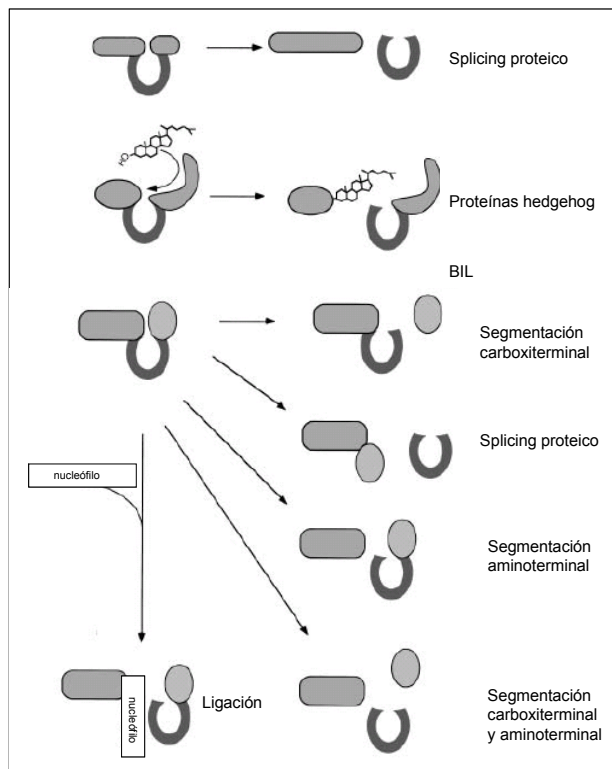 Splicing proteico
Proteínas hedgehog
BIL
Segmentación
carboxiterminal
Splicing proteico
nucleófilo
Segmentación
aminoterminal
Ligación
nucleófilo
Segmentación
carboxiterminal
y aminoterminal